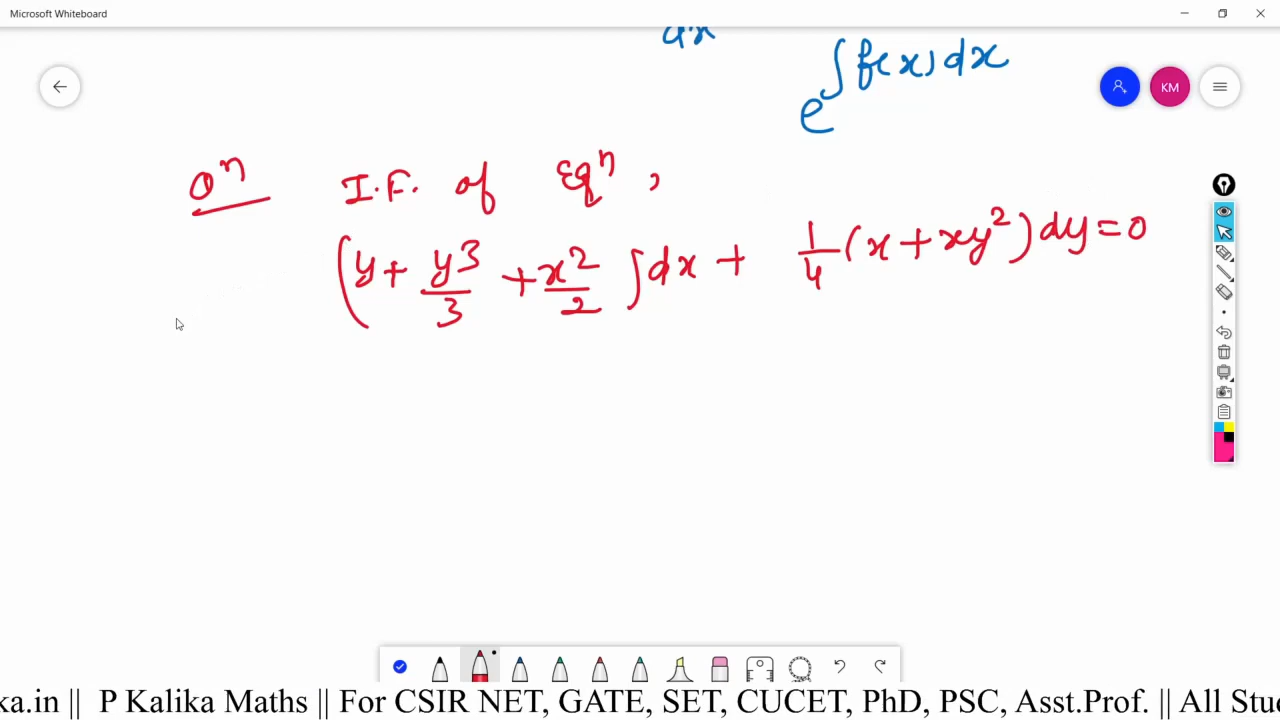 Microsoft Whiteboard
dx
e^∫f(x)dx
KM
Qⁿ I.F. of Eqⁿ,
(y + y³/3 + x²/2)dx + 1/4(x + xy²)dy = 0
ka.in || P Kalika Maths || For CSIR NET, GATE, SET, CUCET, PhD, PSC, Asst.Prof. || All Stu